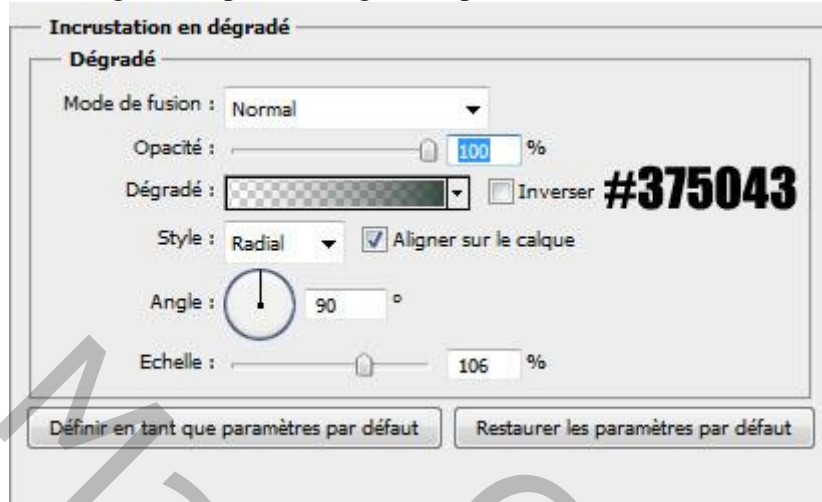 Incrustation en dégradé
Dégradé
Mode de fusion : Normal
Opacité : 100 %
Dégradé : Inverser #375043
Style : Radial Aligner sur le calque
Angle : 90 °
Echelle : 106 %
Définir en tant que paramètres par défaut Restaurer les paramètres par défaut